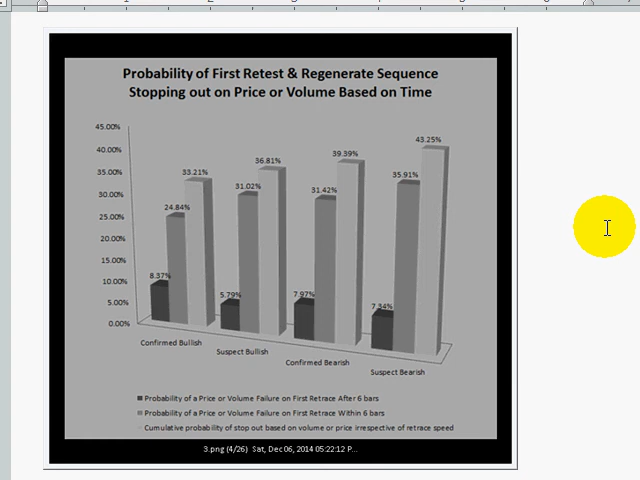 Probability of First Retest & Regenerate Sequence
Stopping out on Price or Volume Based on Time
45.00%
40.00%
35.00%
30.00%
25.00%
20.00%
15.00%
10.00%
5.00%
0.00%
8.37%
24.84%
33.21%
5.79%
31.02%
36.81%
7.97%
31.42%
39.39%
7.34%
35.91%
43.25%
Confirmed Bullish
Suspect Bullish
Confirmed Bearish
Suspect Bearish
Probability of a Price or Volume Failure on First Retrace After 6 bars
Probability of a Price or Volume Failure on First Retrace Within 6 bars
Cumulative probability of stop out based on volume or price irrespective of retrace speed
3.png (4/26) Sat, Dec 06, 2014 05:22:12 P...